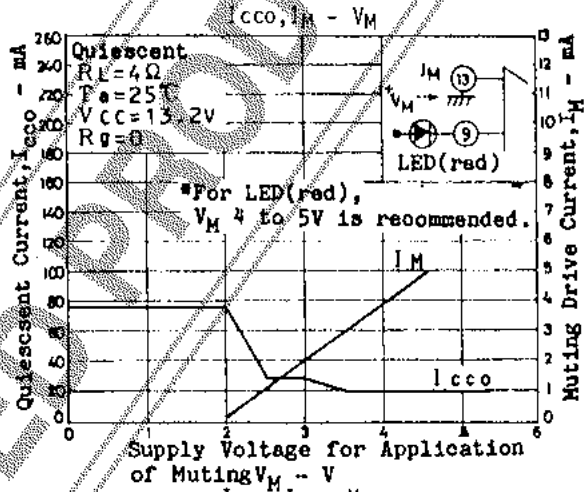 Icco, IM - VM
Quiescent
RL=4Ω
Ta=25℃
Vcc=13.2V
Rg=0
IM
13
VM
9
LED(red)
*For LED(red),
VM 4 to 5V is recommended.
IM
Icco
Quiescsent Current, Icco - mA
260
240
220
200
180
160
140
120
100
80
60
40
20
0
Muting Drive Current, IM - mA
13
12
11
10
9
8
7
6
5
4
3
2
1
0
0 1 2 3 4 5 6
Supply Voltage for Application
of Muting VM - V